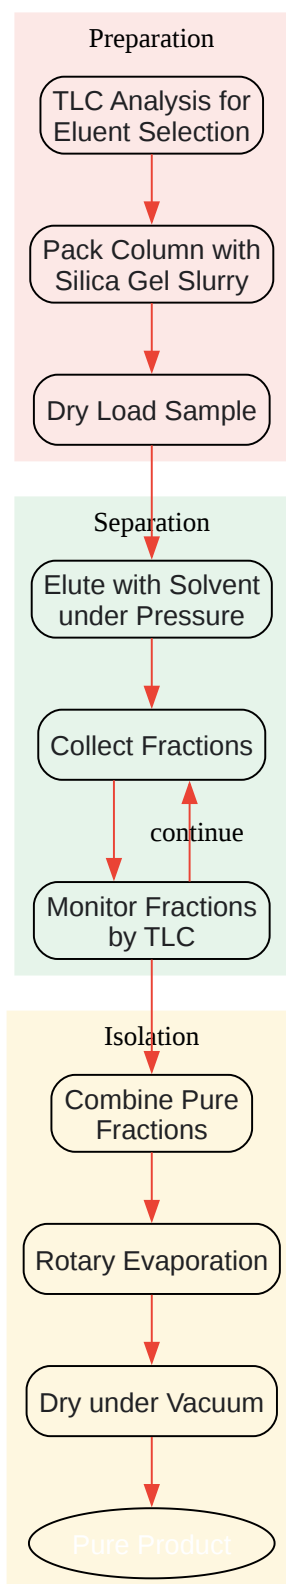 Preparation
TLC Analysis for
Eluent Selection
Pack Column with
Silica Gel Slurry
Dry Load Sample
Separation
Elute with Solvent
under Pressure
Collect Fractions
continue
Monitor Fractions
by TLC
Isolation
Combine Pure
Fractions
Rotary Evaporation
Dry under Vacuum
Pure Product